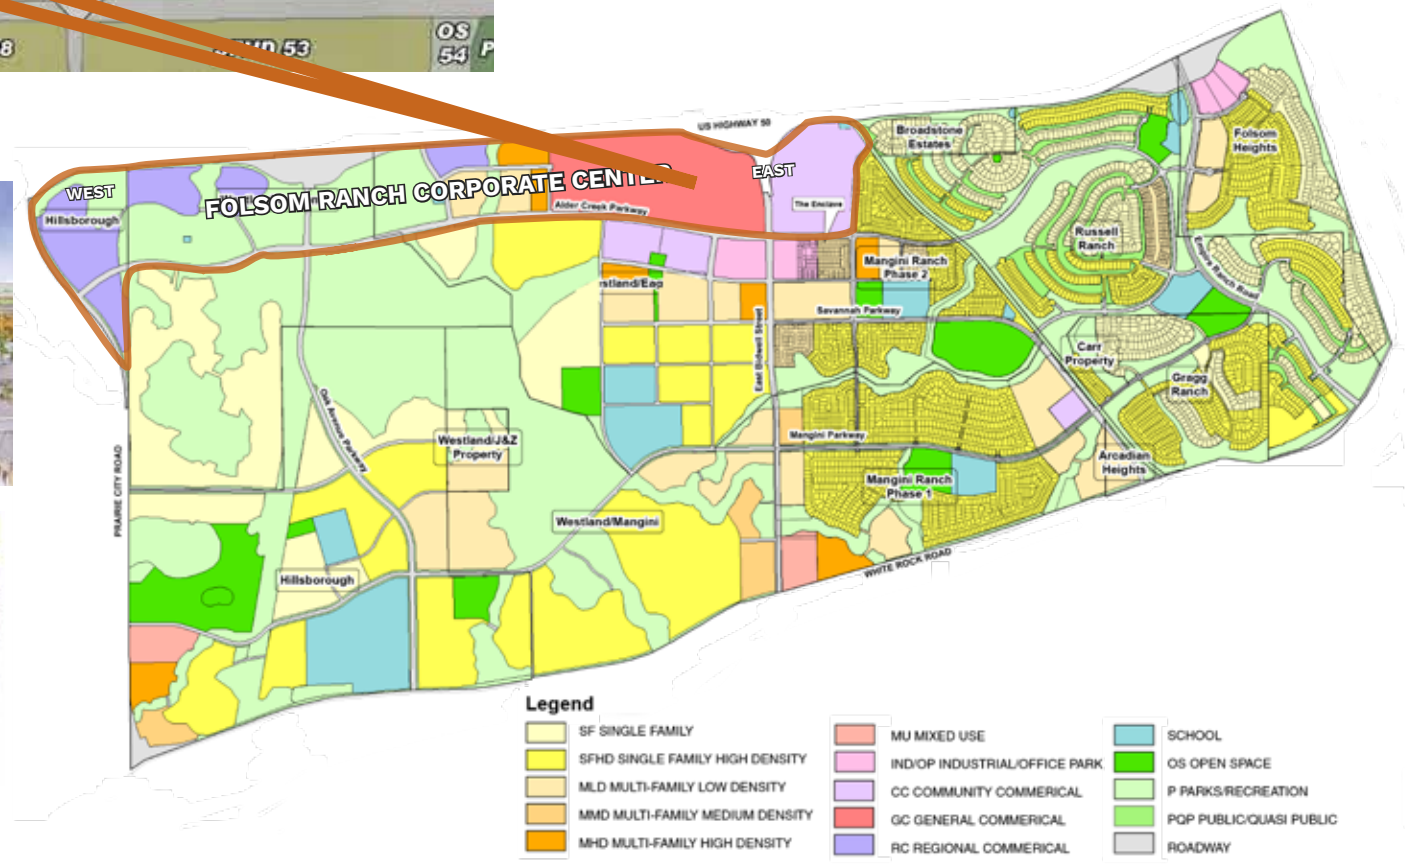 8
53
OS
54
P
US HIGHWAY 50
Broadstone
Estates
Folsom
Heights
WEST
EAST
FOLSOM RANCH CORPORATE CENTER
Hillsborough
Alder Creek Parkway
The Enclave
Russell
Ranch
Mangini Ranch
Phase 2
Empire Ranch Road
Savannah Parkway
East Bidwell Street
Carr
Property
Gragg
Ranch
Oak Avenue Parkway
PRAIRIE CITY ROAD
Westland/J&Z
Property
Mangini Parkway
Arcadian
Heights
Mangini Ranch
Phase 1
Westland/Mangini
WHITE ROCK ROAD
Hillsborough
Legend
SF SINGLE FAMILY
SFHD SINGLE FAMILY HIGH DENSITY
MLD MULTI-FAMILY LOW DENSITY
MMD MULTI-FAMILY MEDIUM DENSITY
MHD MULTI-FAMILY HIGH DENSITY
MU MIXED USE
IND/OP INDUSTRIAL/OFFICE PARK
CC COMMUNITY COMMERICAL
GC GENERAL COMMERICAL
RC REGIONAL COMMERICAL
SCHOOL
OS OPEN SPACE
P PARKS/RECREATION
PQP PUBLIC/QUASI PUBLIC
ROADWAY